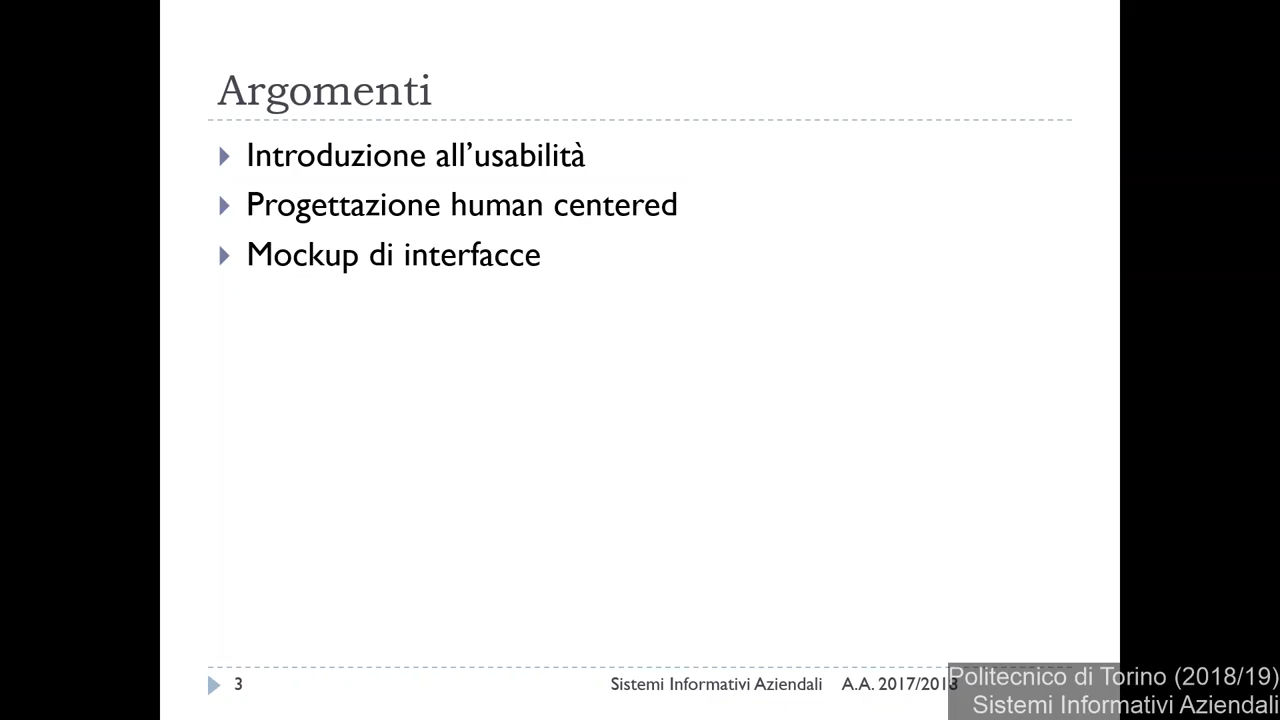 Argomenti
Introduzione all’usabilità
Progettazione human centered
Mockup di interfacce
3
Sistemi Informativi Aziendali A.A. 2017/2018
Politecnico di Torino (2018/19)
Sistemi Informativi Aziendali